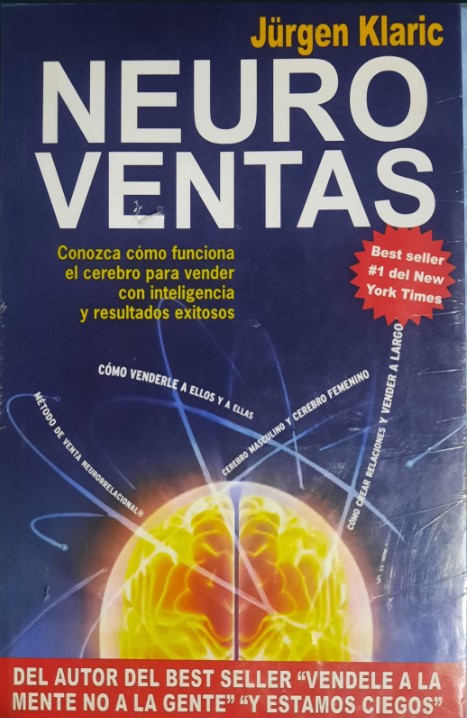 Jürgen Klaric
NEURO
VENTAS
Conozca cómo funciona
el cerebro para vender
con inteligencia
y resultados exitosos
Best seller
#1 del New
York Times
CÓMO VENDERLE A ELLOS Y A ELLAS
MÉTODO DE VENTA NEURORRELACIONAL®
CEREBRO MASCULINO Y CEREBRO FEMENINO
CÓMO CREAR RELACIONES Y VENDER A LARGO
DEL AUTOR DEL BEST SELLER “VENDELE A LA
MENTE NO A LA GENTE” “Y ESTAMOS CIEGOS”